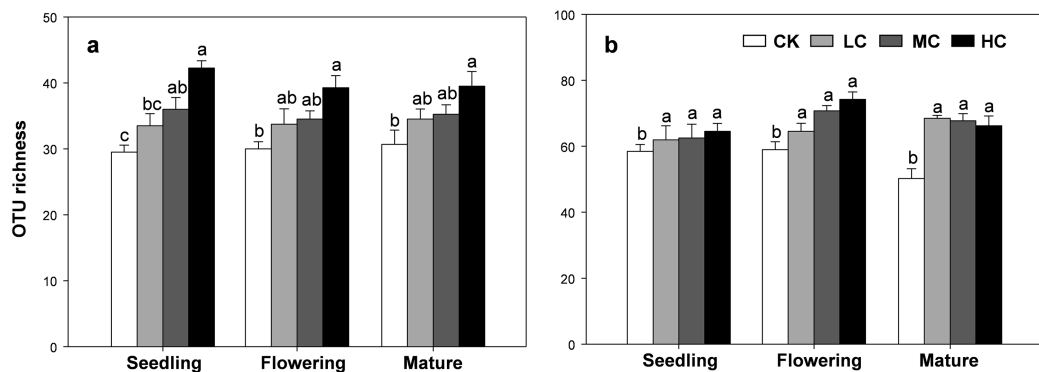 50
40
30
20
10
0
OTU richness
a
c
bc
ab
a
b
ab
ab
a
b
ab
ab
a
Seedling
Flowering
Mature
100
80
60
40
20
0
b
CK LC MC HC
b
a
a
a
b
a
a
a
b
a
a
a
Seedling
Flowering
Mature